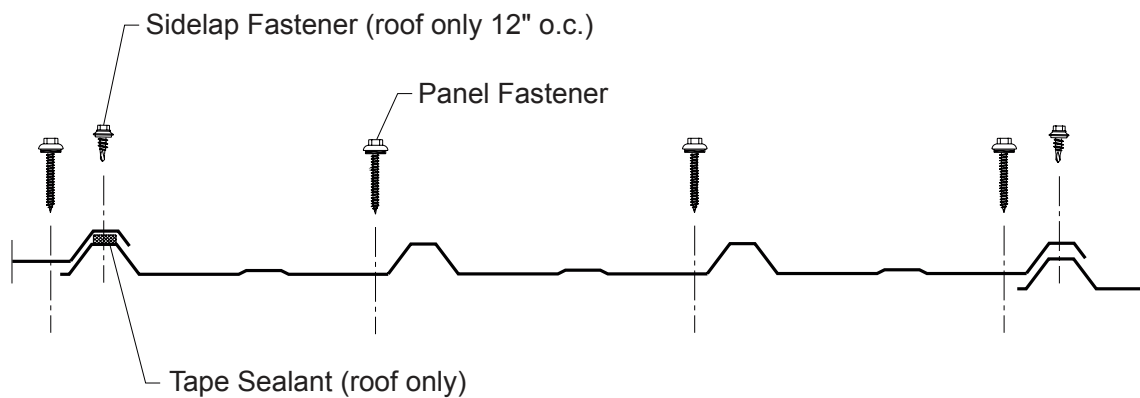 Sidelap Fastener (roof only 12" o.c.)
Panel Fastener
Tape Sealant (roof only)